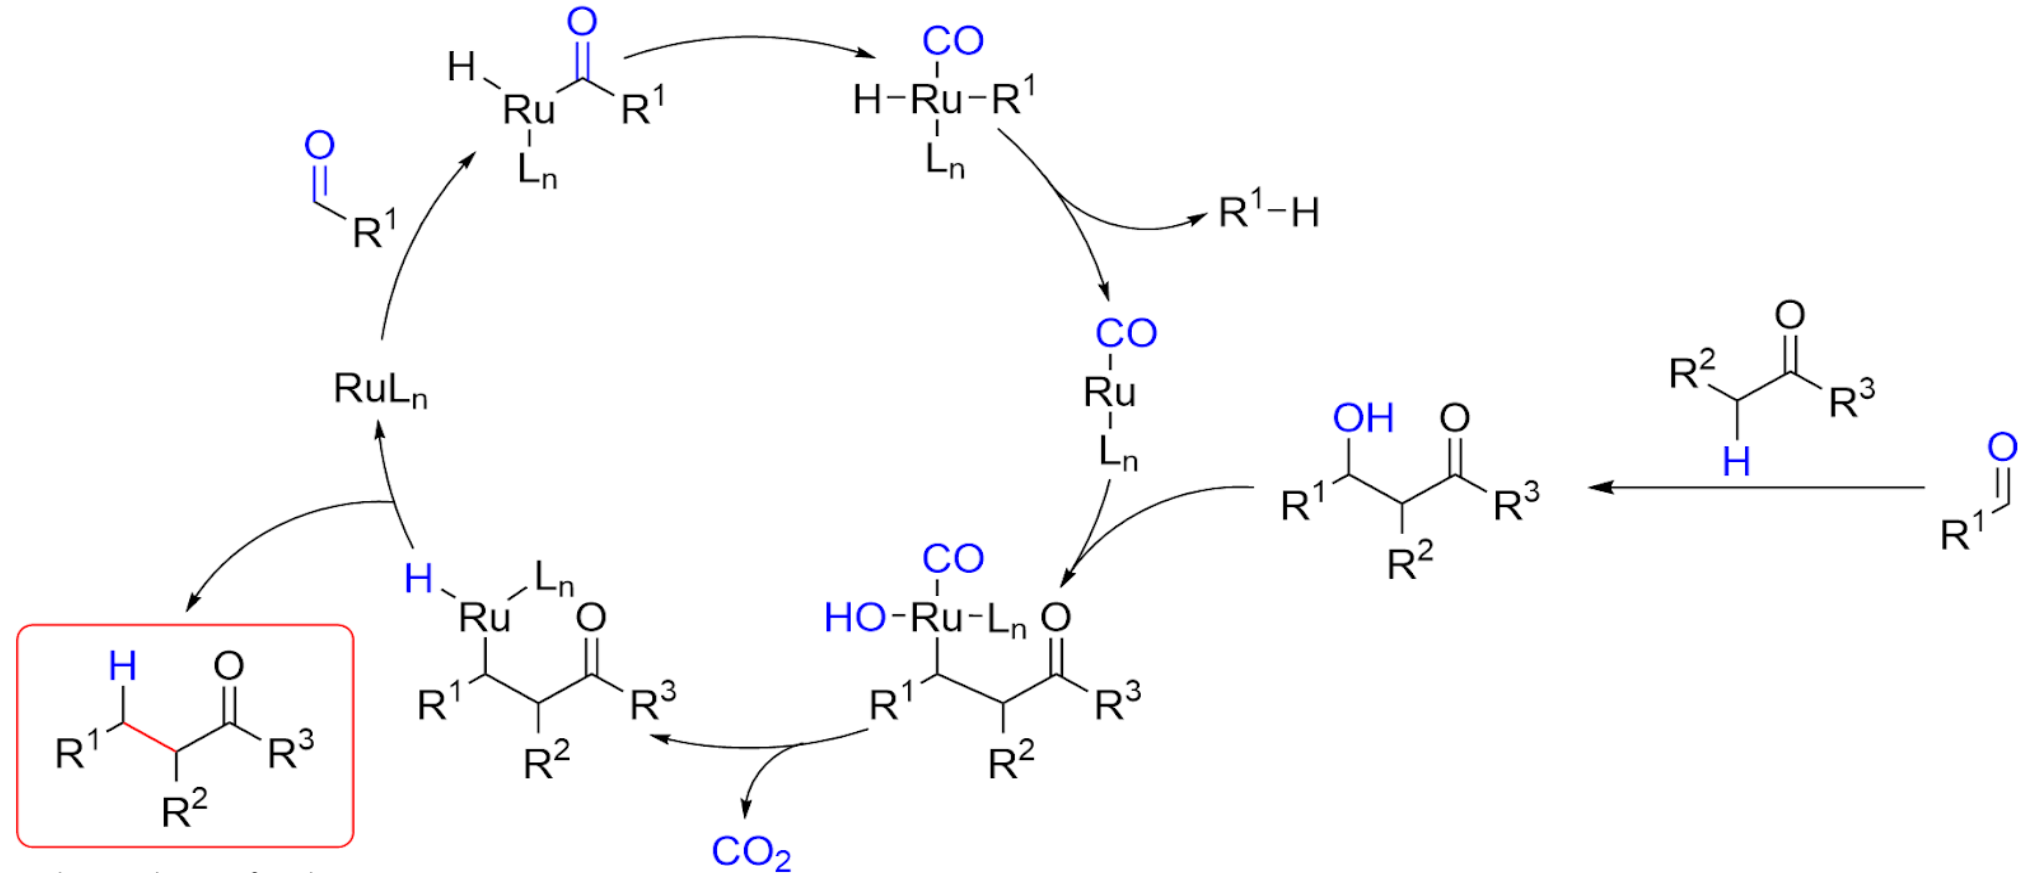 O
H
Ru
R¹
Lₙ
CO
H–Ru–R¹
Lₙ
O
R¹
R¹–H
RuLₙ
CO
Ru
Lₙ
O
R²
R³
H
OH
O
R¹
R³
R²
O
R¹
H
Lₙ
Ru
O
R¹
R³
R²
CO
HO–Ru–Lₙ
O
R¹
R³
R²
H
O
R¹
R³
R²
CO₂